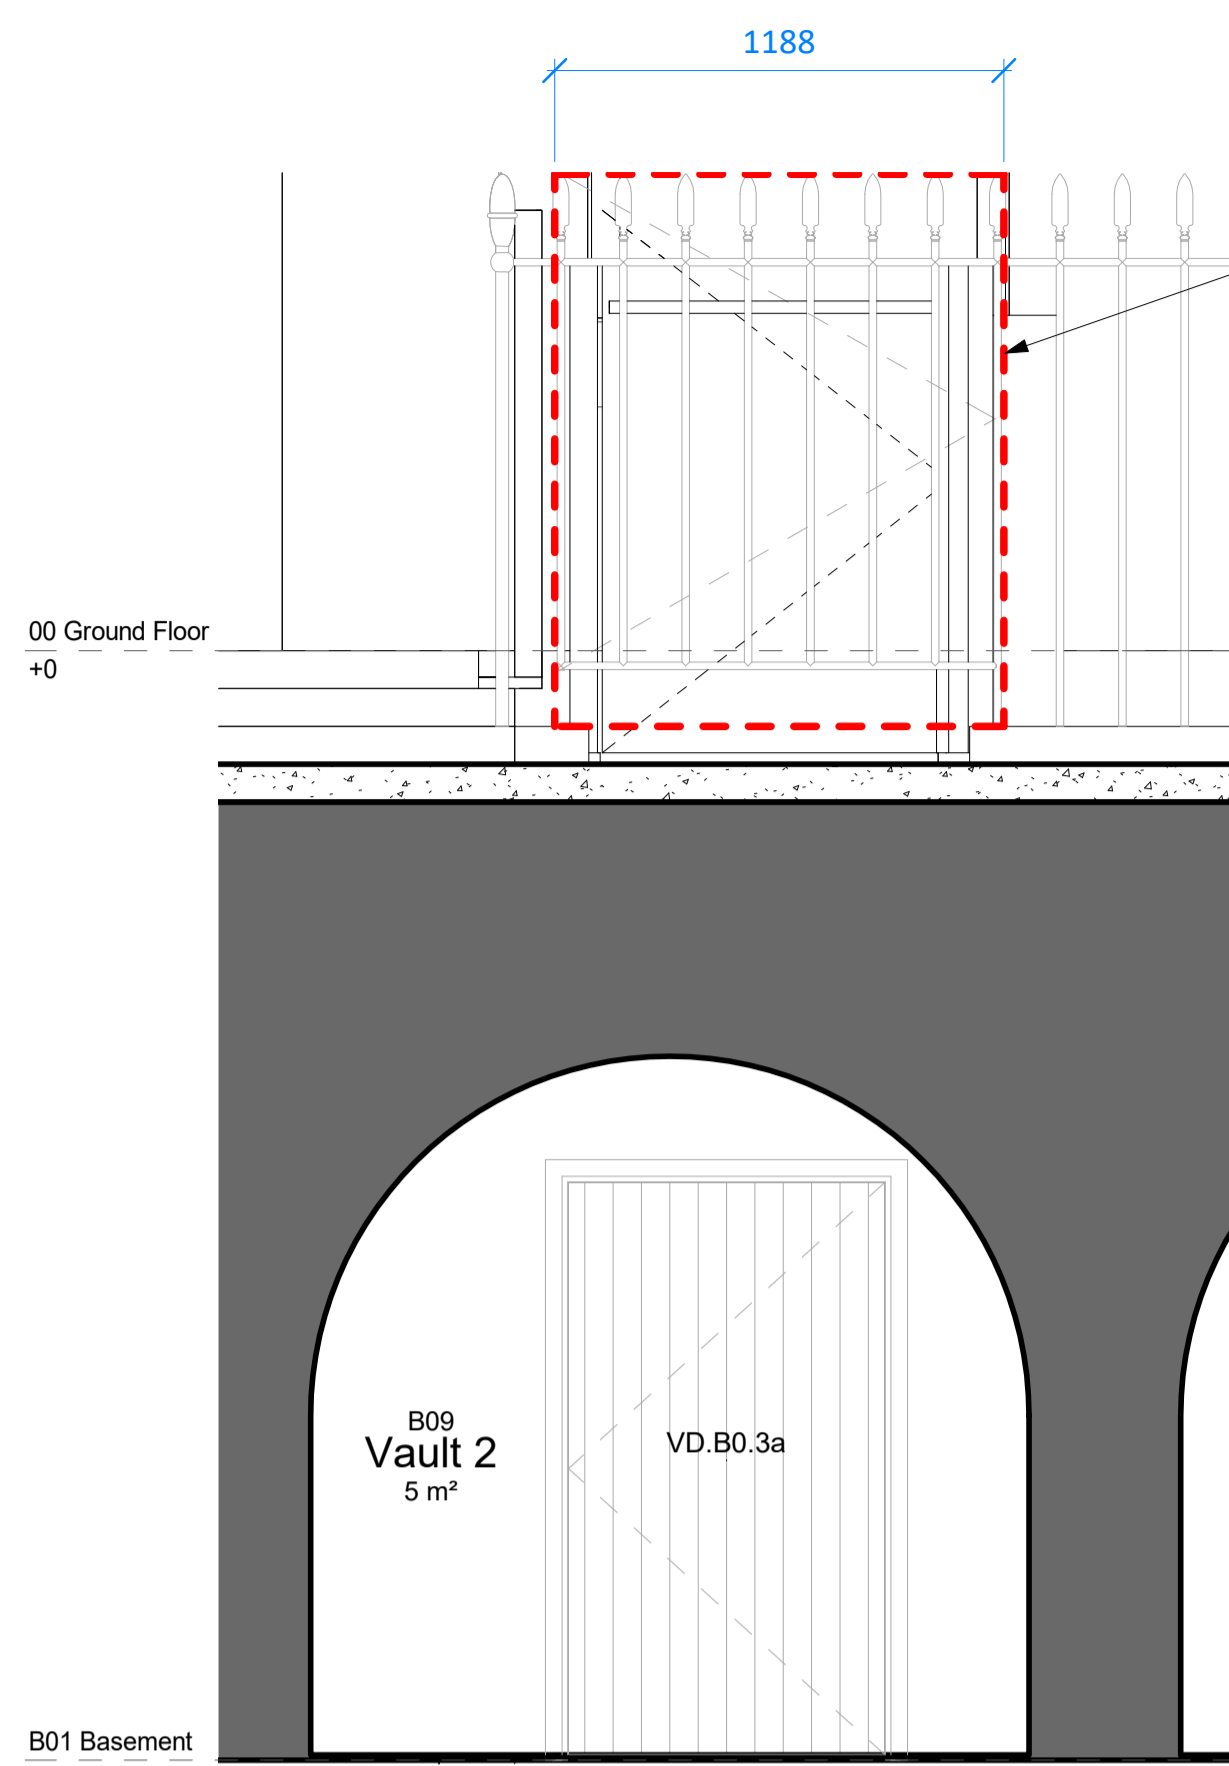 1188
00 Ground Floor
+0
B09
Vault 2
5 m²
VD.B0.3a
B01 Basement